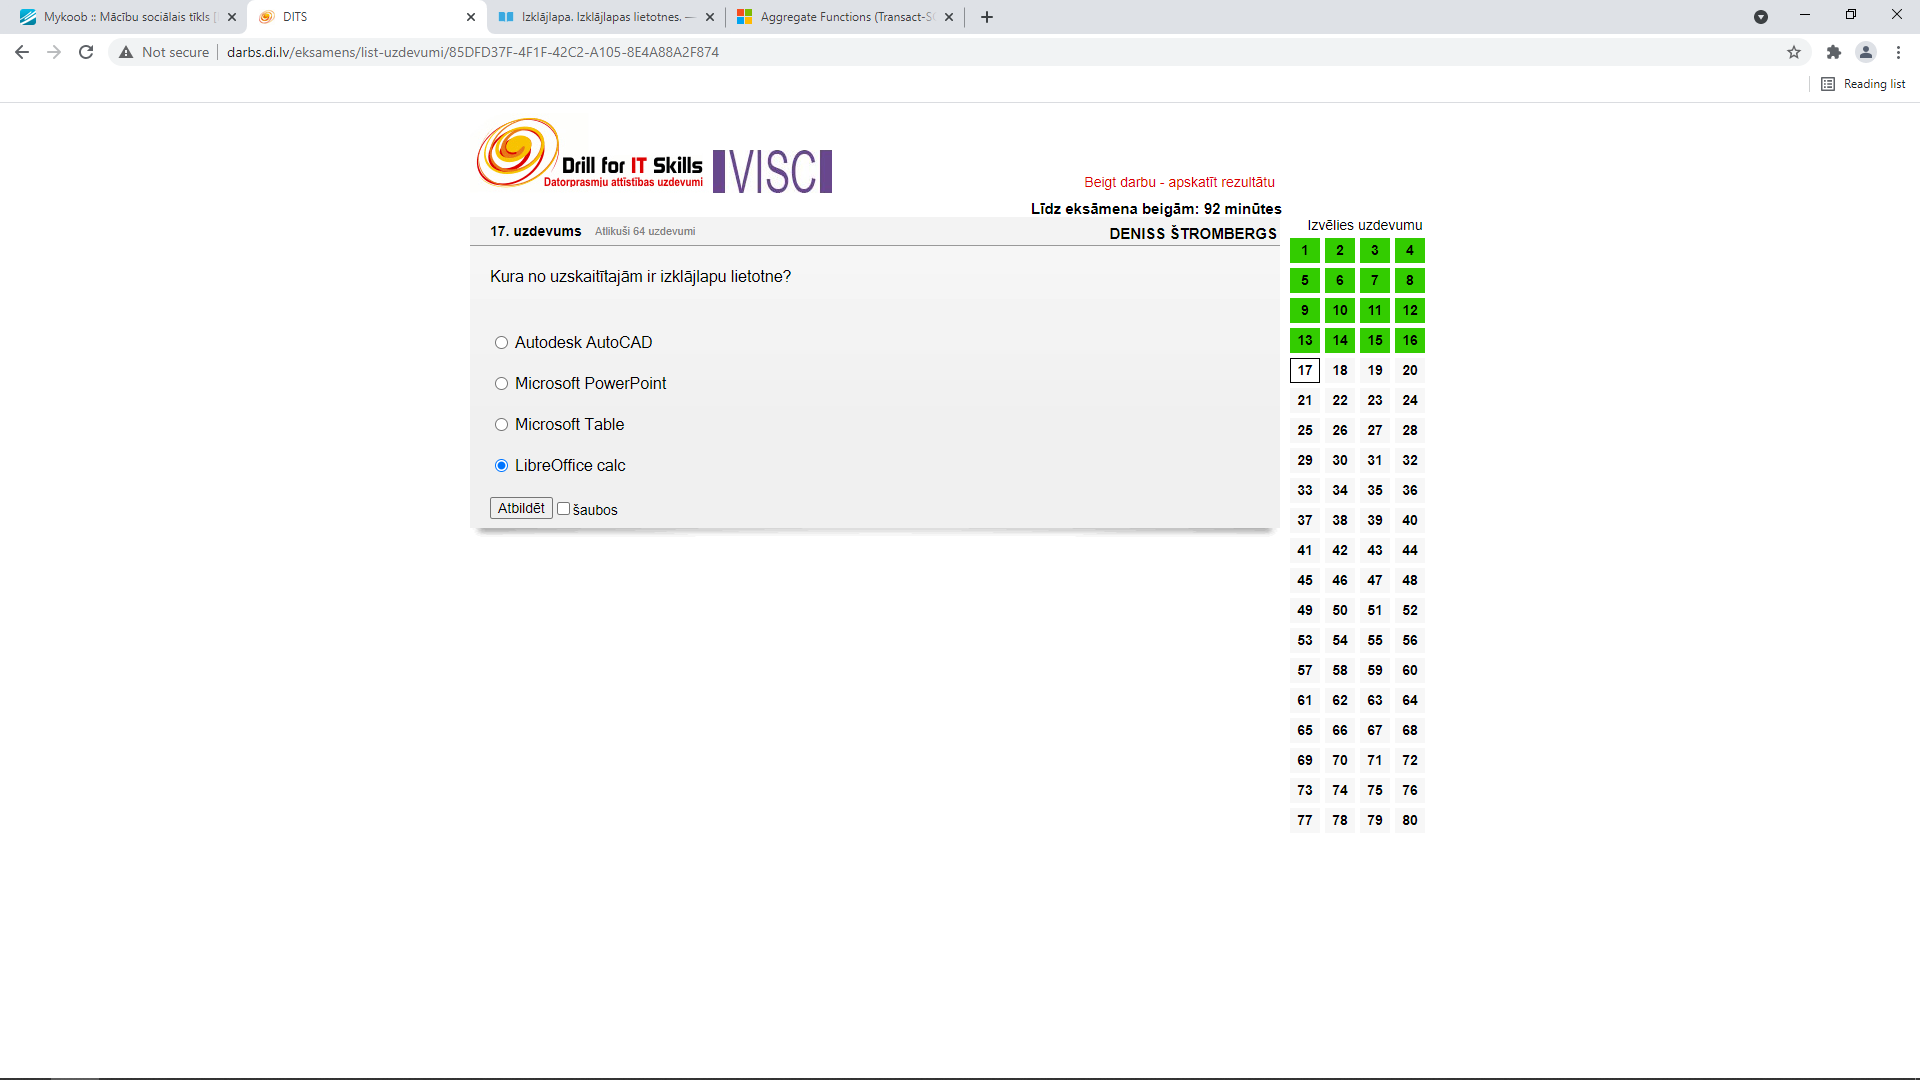 Mykoob :: Mācību sociālais tīkls [
DITS
Izklājlapa. Izklājlapas lietotnes. —
Aggregate Functions (Transact-S
Not secure
darbs.di.lv/eksamens/list-uzdevumi/85DFD37F-4F1F-42C2-A105-8E4A88A2F874
Reading list
Drill for IT Skills
Datorprasmju attīstības uzdevumi
VISC
Beigt darbu - apskatīt rezultātu
Līdz eksāmena beigām: 92 minūtes
17. uzdevums Atlikuši 64 uzdevumi
DENISS ŠTROMBERGS
Kura no uzskaitītajām ir izklājlapu lietotne?
Autodesk AutoCAD
Microsoft PowerPoint
Microsoft Table
LibreOffice calc
Atbildēt šaubos
Izvēlies uzdevumu
1 2 3 4
5 6 7 8
9 10 11 12
13 14 15 16
17 18 19 20
21 22 23 24
25 26 27 28
29 30 31 32
33 34 35 36
37 38 39 40
41 42 43 44
45 46 47 48
49 50 51 52
53 54 55 56
57 58 59 60
61 62 63 64
65 66 67 68
69 70 71 72
73 74 75 76
77 78 79 80